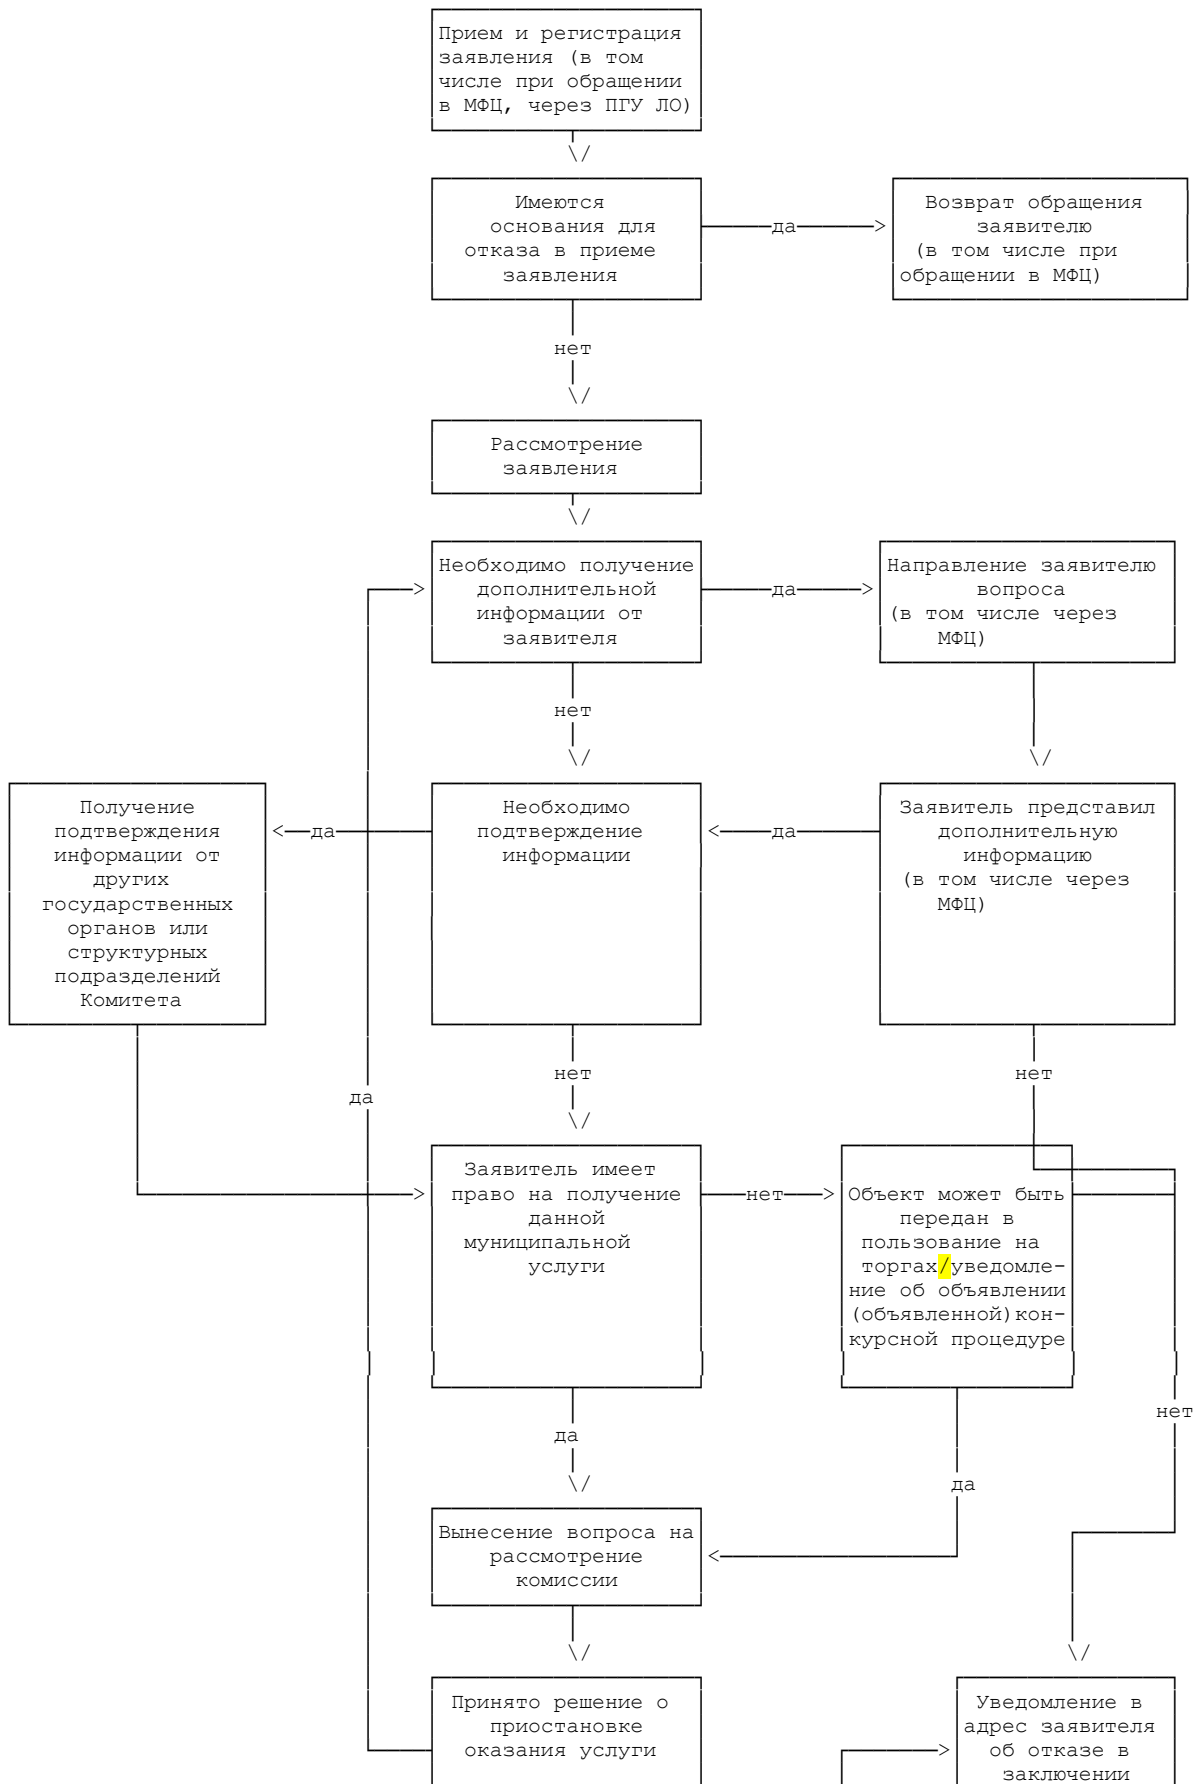 Прием и регистрация
заявления (в том
числе при обращении
в МФЦ, через ПГУ ЛО)
Имеются
основания для
отказа в приеме
заявления
да
Возврат обращения
заявителю
(в том числе при
обращении в МФЦ)
нет
Рассмотрение
заявления
Необходимо получение
дополнительной
информации от
заявителя
да
Направление заявителю
вопроса
(в том числе через
МФЦ)
нет
Получение
подтверждения
информации от
других
государственных
органов или
структурных
подразделений
Комитета
да
Необходимо
подтверждение
информации
да
Заявитель представил
дополнительную
информацию
(в том числе через
МФЦ)
нет
нет
да
Заявитель имеет
право на получение
данной
муниципальной
услуги
нет
Объект может быть
передан в
пользование на
торгах/уведомле-
ние об объявлении
(объявленной)кон-
курсной процедуре
нет
да
да
Вынесение вопроса на
рассмотрение
комиссии
Принято решение о
приостановке
оказания услуги
Уведомление в
адрес заявителя
об отказе в
заключении